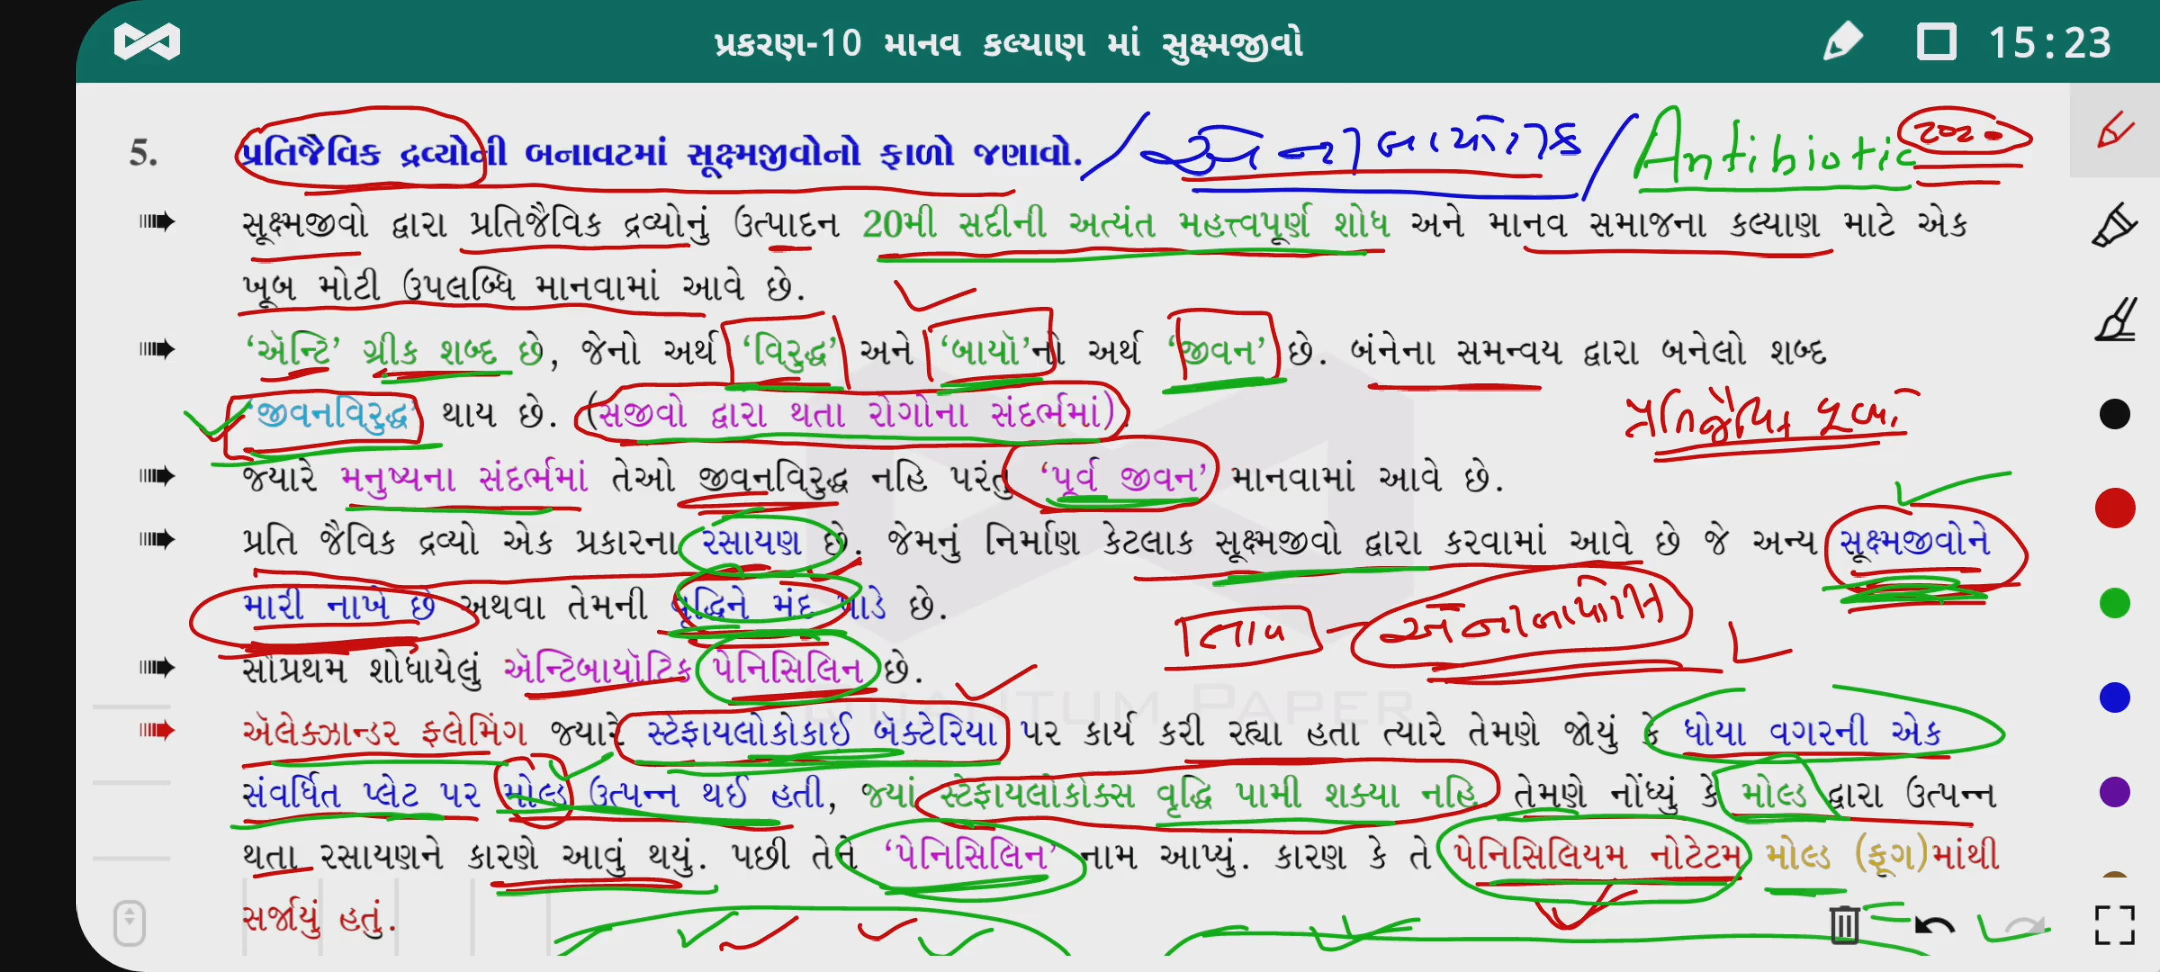 પ્રકરણ-10 માનવ કલ્યાણ માં સુક્ષ્મજીવો 15:23
5. પ્રતિજૈવિક દ્રવ્યોની બનાવટમાં સૂક્ષ્મજીવોનો ફાળો જણાવો. / એન્ટીબાયોટીક / Antibiotic
સૂક્ષ્મજીવો દ્વારા પ્રતિજૈવિક દ્રવ્યોનું ઉત્પાદન 20મી સદીની અત્યંત મહત્ત્વપૂર્ણ શોધ અને માનવ સમાજના કલ્યાણ માટે એક
ખૂબ મોટી ઉપલબ્ધિ માનવામાં આવે છે.
‘ઍન્ટિ’ ગ્રીક શબ્દ છે, જેનો અર્થ ‘વિરુદ્ધ’ અને ‘બાયૉ’નો અર્થ ‘જીવન’ છે. બંનેના સમન્વય દ્વારા બનેલો શબ્દ
‘જીવનવિરુદ્ધ’ થાય છે. (સજીવો દ્વારા થતા રોગોના સંદર્ભમાં)
જ્યારે મનુષ્યના સંદર્ભમાં તેઓ જીવનવિરુદ્ધ નહિ પરંતુ ‘પૂર્વ જીવન’ માનવામાં આવે છે.
પ્રતિ જૈવિક દ્રવ્યો એક પ્રકારના રસાયણ છે. જેમનું નિર્માણ કેટલાક સૂક્ષ્મજીવો દ્વારા કરવામાં આવે છે જે અન્ય સૂક્ષ્મજીવોને
મારી નાખે છે અથવા તેમની વૃદ્ધિને મંદ પાડે છે.
સૌપ્રથમ શોધાયેલું ઍન્ટિબાયૉટિક પેનિસિલિન છે.
QUANTUM PAPER
ઍલેક્ઝાન્ડર ફ્લેમિંગ જ્યારે સ્ટેફાયલોકોકાઈ બૅક્ટેરિયા પર કાર્ય કરી રહ્યા હતા ત્યારે તેમણે જોયું કે ધોયા વગરની એક
સંવર્ધિત પ્લેટ પર મોલ્ડ ઉત્પન્ન થઈ હતી, જ્યાં સ્ટેફાયલોકોક્સ વૃદ્ધિ પામી શક્યા નહિ તેમણે નોંધ્યું કે મોલ્ડ દ્વારા ઉત્પન્ન
થતા રસાયણને કારણે આવું થયું. પછી તેને ‘પેનિસિલિન’ નામ આપ્યું. કારણ કે તે પેનિસિલિયમ નોટેટમ મોલ્ડ (ફૂગ)માંથી
સર્જાયું હતું.